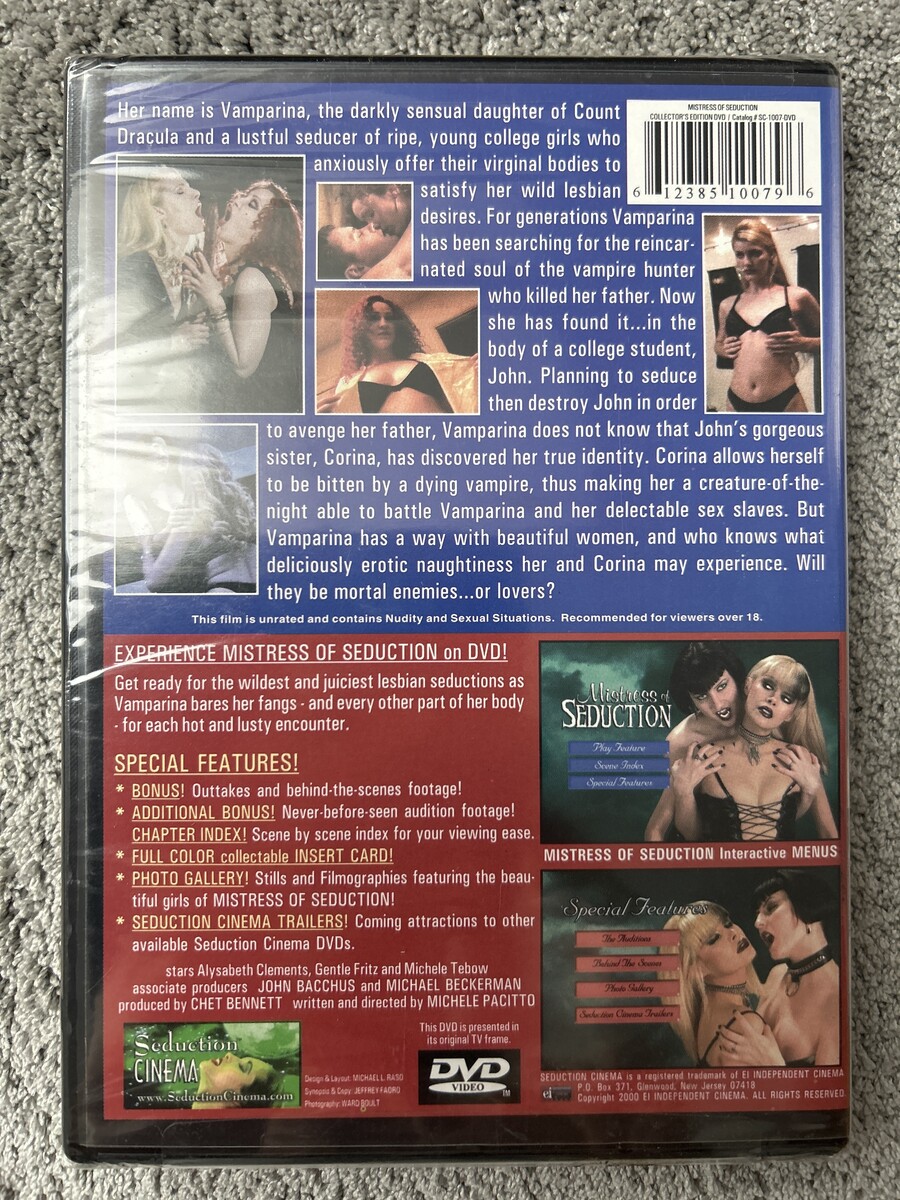 Her name is Vamparina, the darkly sensual daughter of Count
Dracula and a lustful seducer of ripe, young college girls who
anxiously offer their virginal bodies to
satisfy her wild lesbian
desires. For generations Vamparina
has been searching for the reincar-
nated soul of the vampire hunter
who killed her father. Now
she has found it...in the
body of a college student,
John. Planning to seduce
then destroy John in order
to avenge her father, Vamparina does not know that John's gorgeous
sister, Corina, has discovered her true identity. Corina allows herself
to be bitten by a dying vampire, thus making her a creature-of-the-
night able to battle Vamparina and her delectable sex slaves. But
Vamparina has a way with beautiful women, and who knows what
deliciously erotic naughtiness her and Corina may experience. Will
they be mortal enemies...or lovers?
This film is unrated and contains Nudity and Sexual Situations. Recommended for viewers over 18.
MISTRESS OF SEDUCTION
COLLECTOR'S EDITION DVD / Catalog # SC-1007-DVD
6 12385 10079 6
EXPERIENCE MISTRESS OF SEDUCTION on DVD!
Get ready for the wildest and juiciest lesbian seductions as
Vamparina bares her fangs - and every other part of her body
- for each hot and lusty encounter.
SPECIAL FEATURES!
* BONUS! Outtakes and behind-the-scenes footage!
* ADDITIONAL BONUS! Never-before-seen audition footage!
CHAPTER INDEX! Scene by scene index for your viewing ease.
* FULL COLOR collectable INSERT CARD!
* PHOTO GALLERY! Stills and Filmographies featuring the beau-
tiful girls of MISTRESS OF SEDUCTION!
* SEDUCTION CINEMA TRAILERS! Coming attractions to other
available Seduction Cinema DVDs.
stars Alysabeth Clements, Gentle Fritz and Michele Tebow
associate producers JOHN BACCHUS and MICHAEL BECKERMAN
produced by CHET BENNETT written and directed by MICHELE PACITTO
Seduction
CINEMA
www.SeductionCinema.com
Design & Layout: MICHAEL L. RASO
Synopsis & Copy: JEFFREY FAORO
Photography: WARD BOULT
This DVD is presented in
its original TV frame.
DVD
VIDEO
TM
Mistress of
SEDUCTION
Play Feature
Scene Index
Special Features
MISTRESS OF SEDUCTION Interactive MENUS
Special Features
The Auditions
Behind The Scenes
Photo Gallery
Seduction Cinema Trailers
SEDUCTION CINEMA is a registered trademark of EI INDEPENDENT CINEMA
P.O. Box 371, Glenwood, New Jersey 07418
ei
Copyright 2000 EI INDEPENDENT CINEMA. ALL RIGHTS RESERVED.